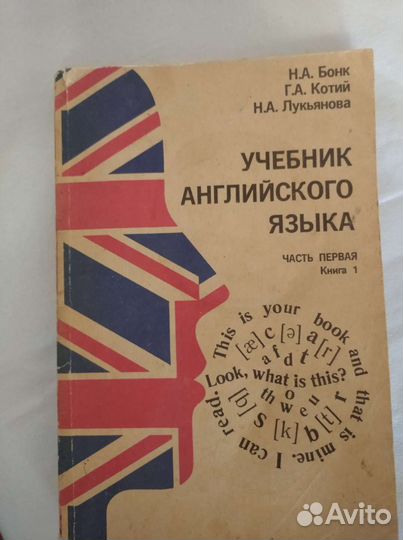 Н.А. Бонк
Г.А. Котий
Н.А. Лукьянова
УЧЕБНИК
АНГЛИЙСКОГО
ЯЗЫКА
ЧАСТЬ ПЕРВАЯ
Книга 1
This is your book and that is mine. I can read.
[æ] c [ə] a [r]
a f d t
Look, what is this?
o
th w e u r
[b] s [k] b [t]
Avito